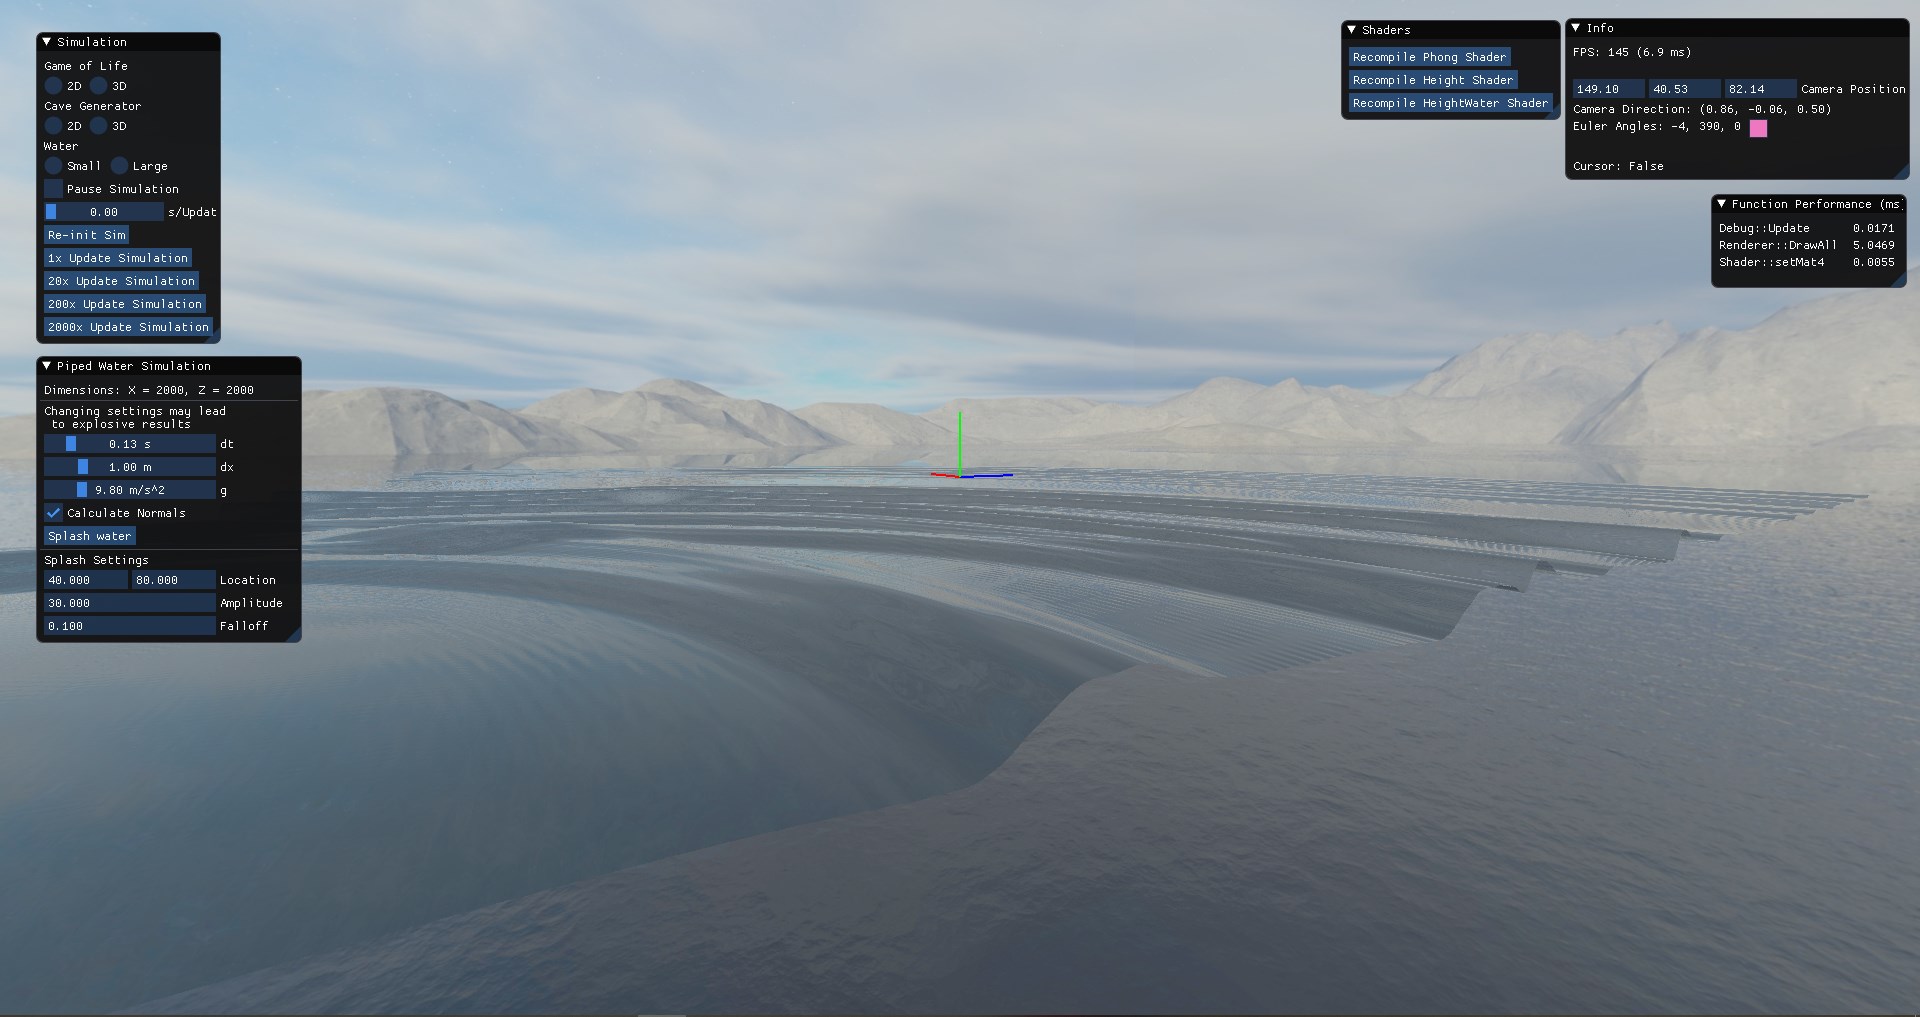 Simulation
Game of Life
2D 3D
Cave Generator
2D 3D
Water
Small Large
Pause Simulation
0.00 s/Updat
Re-init Sim
1x Update Simulation
20x Update Simulation
200x Update Simulation
2000x Update Simulation
Piped Water Simulation
Dimensions: X = 2000, Z = 2000
Changing settings may lead
to explosive results
0.13 s dt
1.00 m dx
9.80 m/s^2 g
Calculate Normals
Splash water
Splash Settings
40.000 80.000 Location
30.000 Amplitude
0.100 Falloff
Shaders
Recompile Phong Shader
Recompile Height Shader
Recompile HeightWater Shader
Info
FPS: 145 (6.9 ms)
149.10 40.53 82.14 Camera Position
Camera Direction: (0.86, -0.06, 0.50)
Euler Angles: -4, 390, 0
Cursor: False
Function Performance (ms
Debug::Update 0.0171
Renderer::DrawAll 5.0469
Shader::setMat4 0.0055